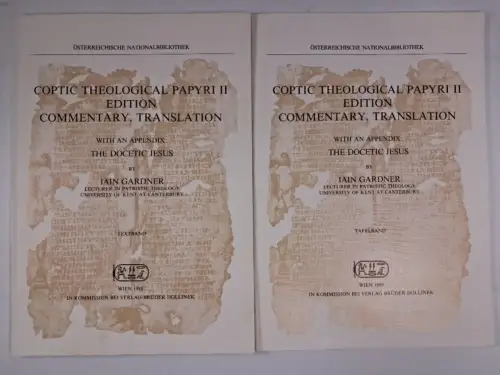 ÖSTERREICHISCHE NATIONALBIBLIOTHEK
COPTIC THEOLOGICAL PAPYRI II
EDITION
COMMENTARY, TRANSLATION
WITH AN APPENDIX:
THE DOCETIC JESUS
BY
IAIN GARDNER
LECTURER IN PATRISTIC THEOLOGY,
UNIVERSITY OF KENT AT CANTERBURY
TEXTBAND
WIEN 1988
IN KOMMISSION BEI VERLAG BRÜDER HOLLINEK
ÖSTERREICHISCHE NATIONALBIBLIOTHEK
COPTIC THEOLOGICAL PAPYRI II
EDITION
COMMENTARY, TRANSLATION
WITH AN APPENDIX:
THE DOCETIC JESUS
BY
IAIN GARDNER
LECTURER IN PATRISTIC THEOLOGY,
UNIVERSITY OF KENT AT CANTERBURY
TAFELBAND
WIEN
IN KOMMISSION BEI VERLAG BRÜDER HOLLINEK